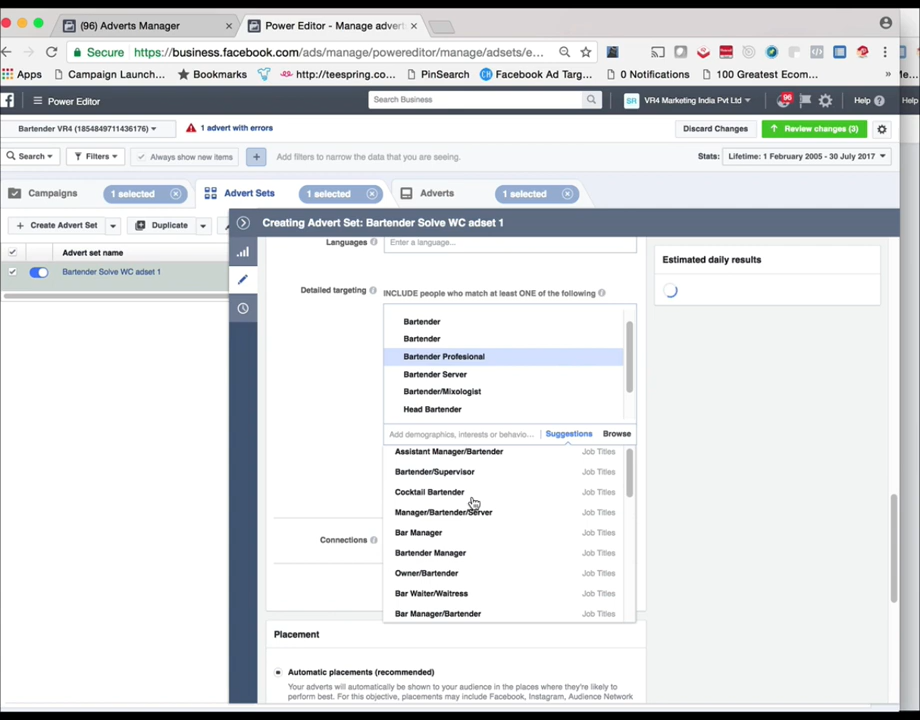 (96) Adverts Manager
Power Editor - Manage advert
Secure
https://business.facebook.com/ads/manage/powereditor/manage/adsets/e...
Apps
Campaign Launch...
Bookmarks
http://teespring.co...
PinSearch
Facebook Ad Targ...
0 Notifications
100 Greatest Ecom...
Power Editor
Search Business
SR
VR4 Marketing India Pvt Ltd
96
Help
Help
Bartender VR4 (1854849711436176)
1 advert with errors
Discard Changes
Review changes (3)
Search
Filters
Always show new items
Add filters to narrow the data that you are seeing.
Stats:
Lifetime: 1 February 2005 - 30 July 2017
Campaigns
1 selected
Advert Sets
1 selected
Adverts
1 selected
Create Advert Set
Duplicate
Creating Advert Set: Bartender Solve WC adset 1
Advert set name
Bartender Solve WC adset 1
Languages
Enter a language...
Estimated daily results
Detailed targeting
INCLUDE people who match at least ONE of the following
Bartender
Bartender
Bartender Profesional
Bartender Server
Bartender/Mixologist
Head Bartender
Add demographics, interests or behavio...
Suggestions
Browse
Assistant Manager/Bartender Job Titles
Bartender/Supervisor Job Titles
Cocktail Bartender Job Titles
Manager/Bartender/Server Job Titles
Bar Manager Job Titles
Bartender Manager Job Titles
Owner/Bartender Job Titles
Bar Waiter/Waitress Job Titles
Bar Manager/Bartender Job Titles
Connections
Placement
Automatic placements (recommended)
Your adverts will automatically be shown to your audience in the places where they're likely to
perform best. For this objective, placements may include Facebook, Instagram, Audience Network